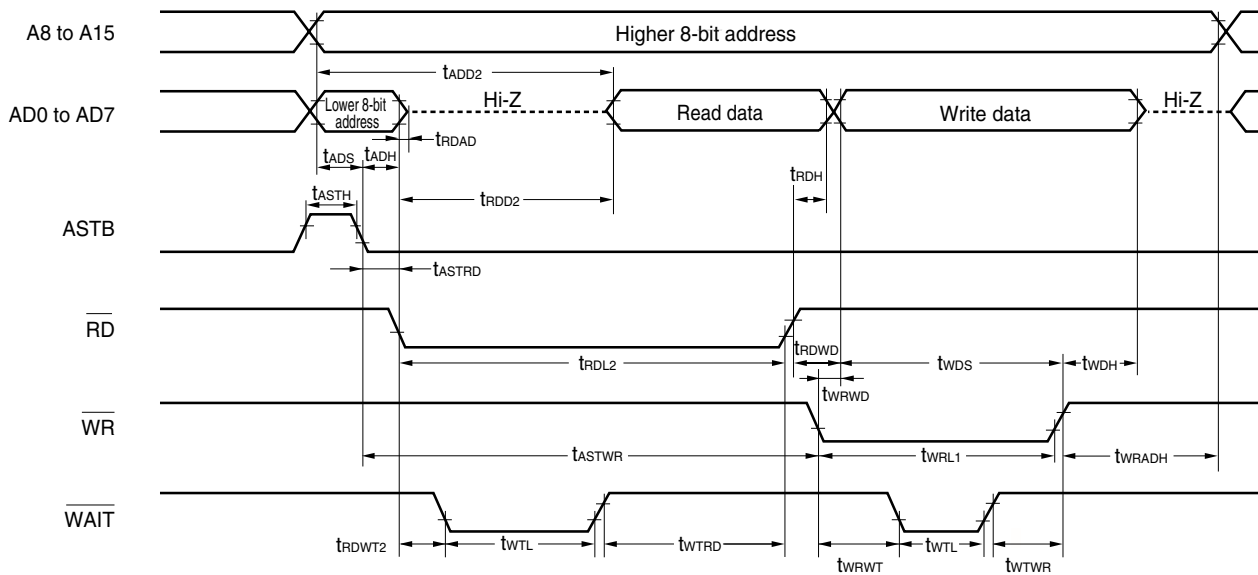 A8 to A15
Higher 8-bit address
tADD2
AD0 to AD7
Lower 8-bit
address
Hi-Z
Read data
Write data
Hi-Z
tRDAD
tADS
tADH
tRDH
tASTH
tRDD2
ASTB
tASTRD
RD
tRDL2
tRDWD
tWDS
tWDH
tWRWD
WR
tASTWR
tWRL1
tWRADH
WAIT
tRDWT2
tWTL
tWTRD
tWRWT
tWTL
tWTWR